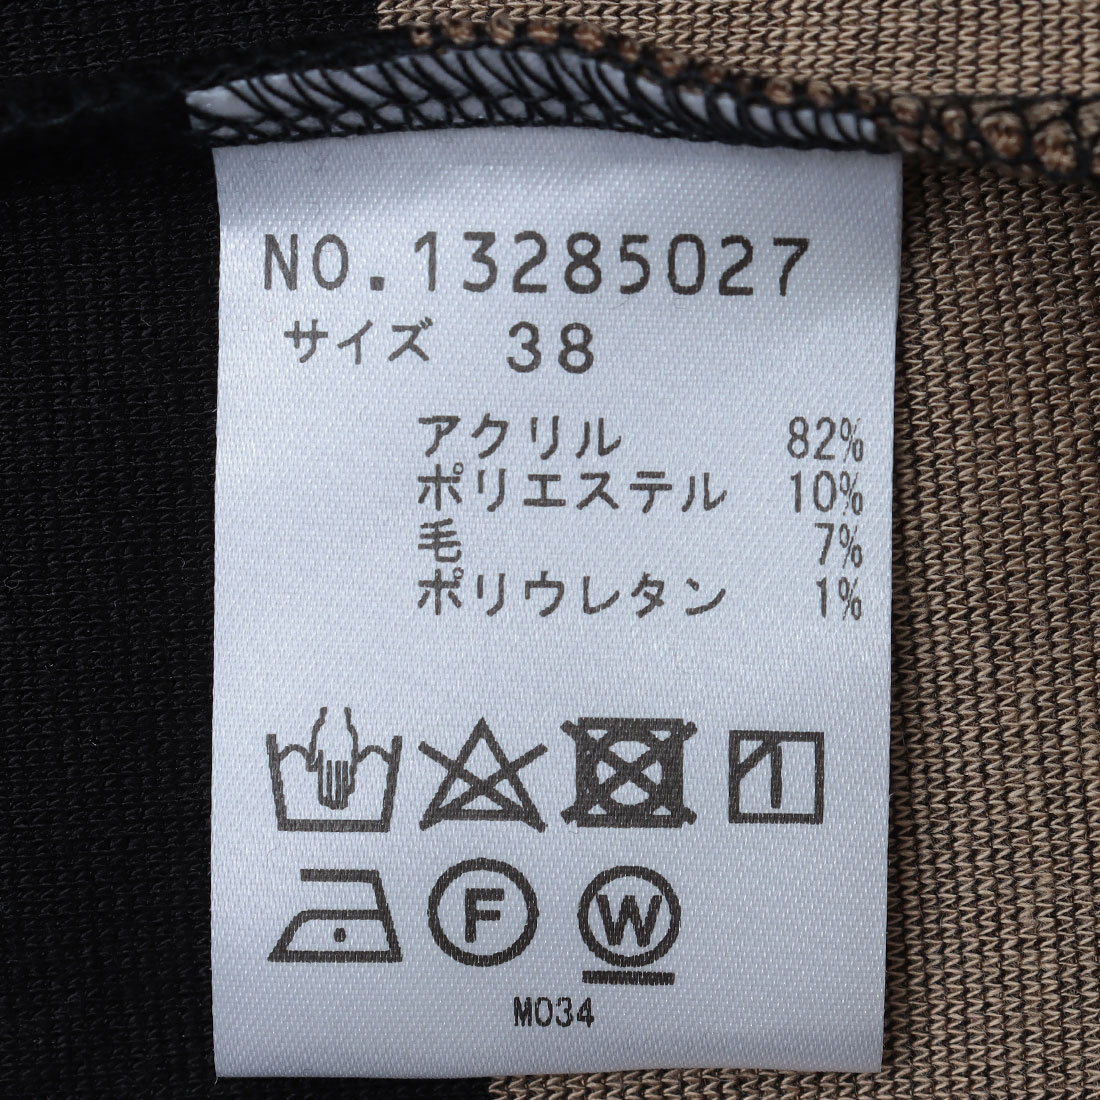 NO.13285027
サイズ 38
アクリル 82%
ポリエステル 10%
毛 7%
ポリウレタン 1%
F W
M034